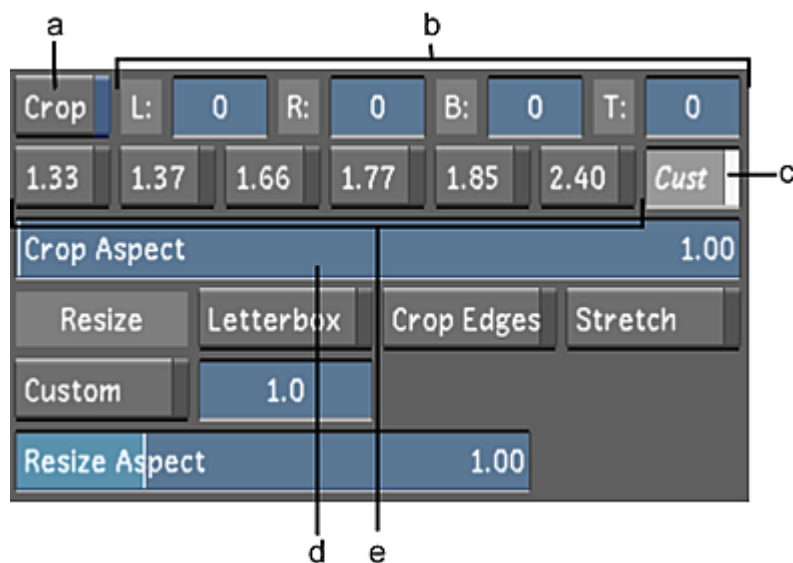 a b
Crop L: 0 R: 0 B: 0 T: 0
1.33 1.37 1.66 1.77 1.85 2.40 Cust c
Crop Aspect 1.00
Resize Letterbox Crop Edges Stretch
Custom 1.0
Resize Aspect 1.00
d e